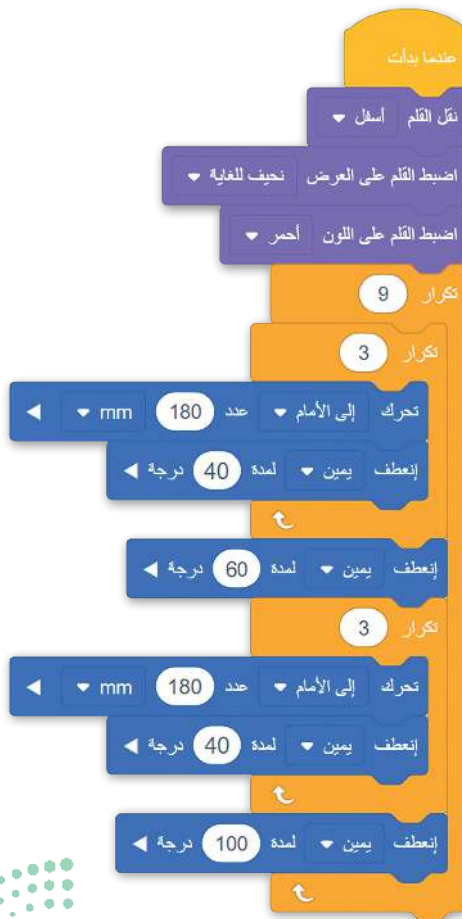 عندما بدأت
نقل القلم أسفل
اضبط القلم على العرض نحيف للغاية
اضبط القلم على اللون أحمر
تكرار 9
تكرار 3
تحرك إلى الأمام عدد 180 mm
إنعطف يمين لمدة 40 درجة
إنعطف يمين لمدة 60 درجة
تكرار 3
تحرك إلى الأمام عدد 180 mm
إنعطف يمين لمدة 40 درجة
إنعطف يمين لمدة 100 درجة